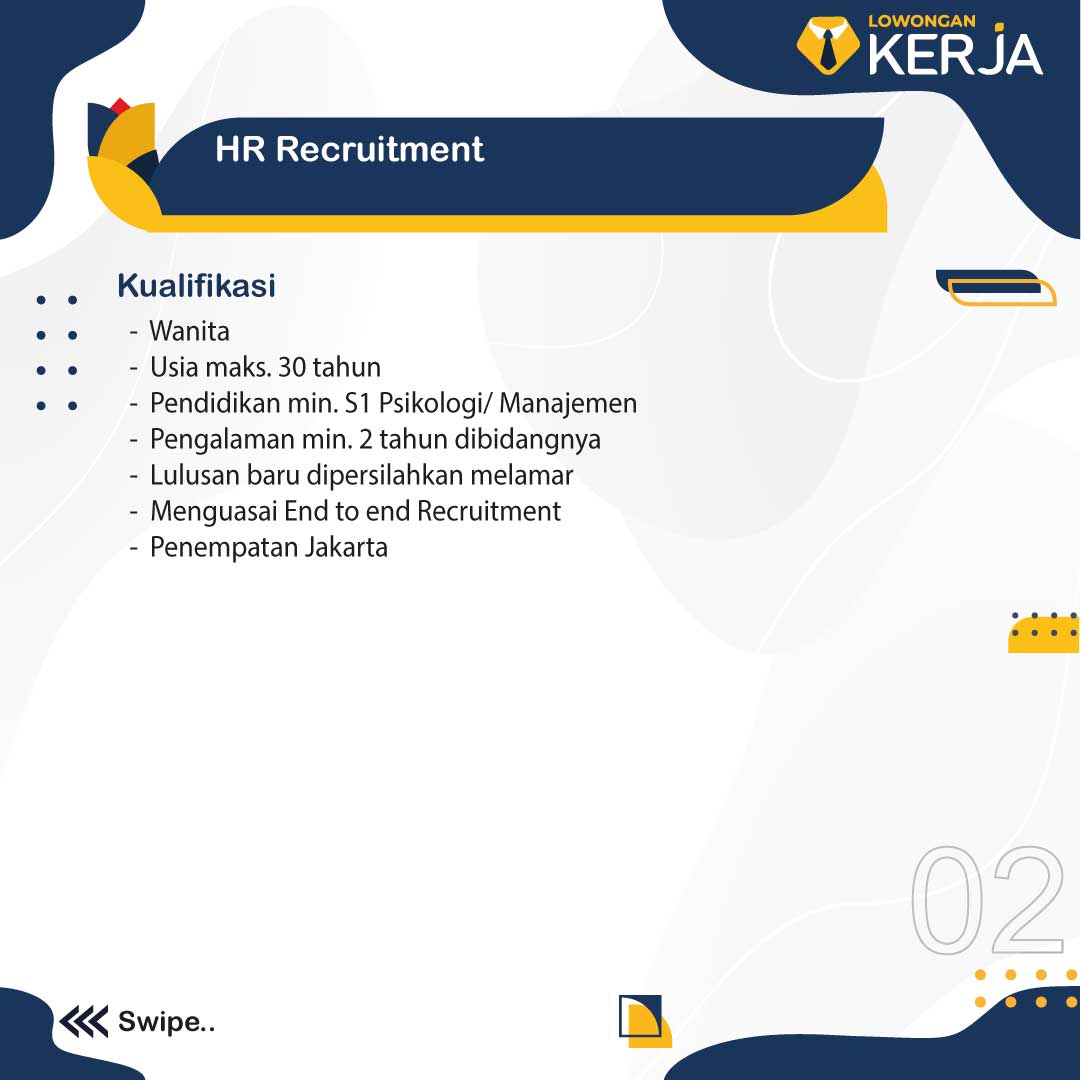 LOWONGAN
KERJA
HR Recruitment
Kualifikasi
- Wanita
- Usia maks. 30 tahun
- Pendidikan min. S1 Psikologi/ Manajemen
- Pengalaman min. 2 tahun dibidangnya
- Lulusan baru dipersilahkan melamar
- Menguasai End to end Recruitment
- Penempatan Jakarta
02
Swipe..